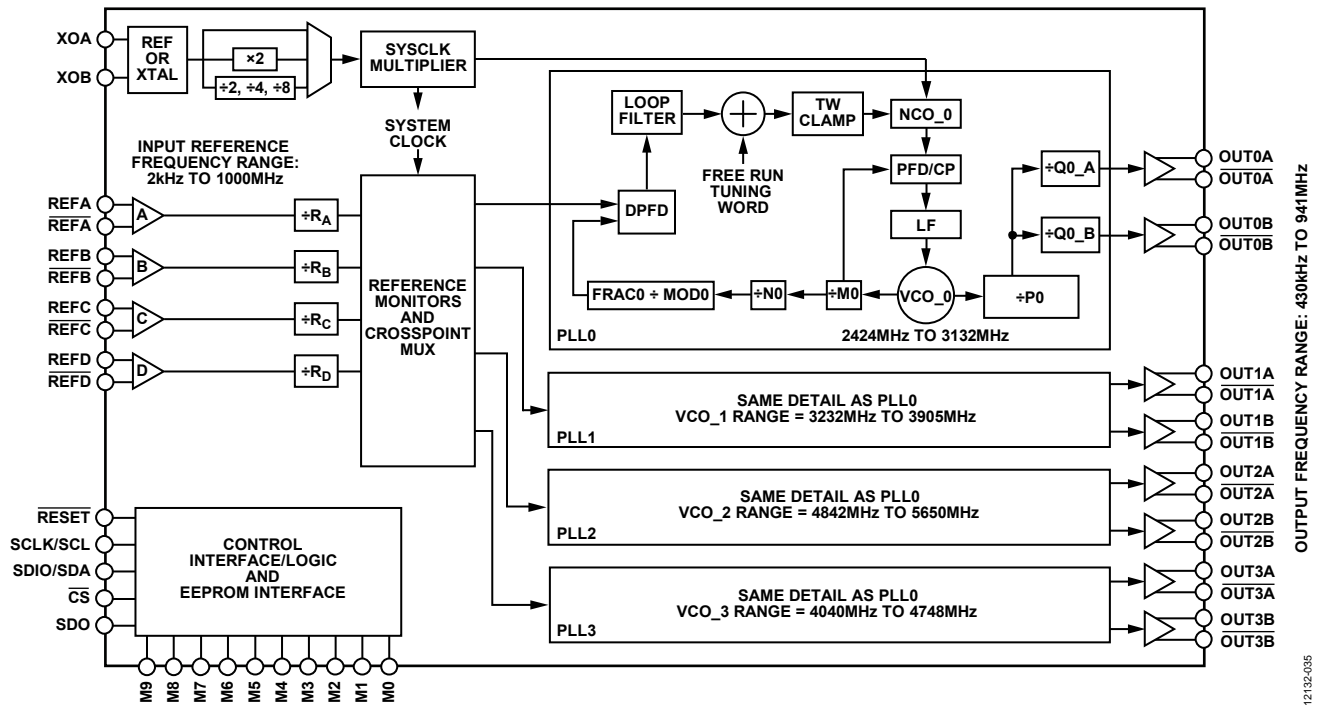 XOA
XOB
REF
OR
XTAL
×2
÷2, ÷4, ÷8
SYSCLK
MULTIPLIER
SYSTEM
CLOCK
INPUT REFERENCE
FREQUENCY RANGE:
2kHz TO 1000MHz
REFA
REFA
A
÷RA
REFB
REFB
B
÷RB
REFC
REFC
C
÷RC
REFD
REFD
D
÷RD
REFERENCE
MONITORS
AND
CROSSPOINT
MUX
LOOP
FILTER
+
TW
CLAMP
NCO_0
FREE RUN
TUNING
WORD
PFD/CP
DPFD
LF
FRAC0 ÷ MOD0
÷N0
÷M0
VCO_0
÷P0
÷Q0_A
÷Q0_B
PLL0
2424MHz TO 3132MHz
SAME DETAIL AS PLL0
VCO_1 RANGE = 3232MHz TO 3905MHz
PLL1
SAME DETAIL AS PLL0
VCO_2 RANGE = 4842MHz TO 5650MHz
PLL2
SAME DETAIL AS PLL0
VCO_3 RANGE = 4040MHz TO 4748MHz
PLL3
OUT0A
OUT0A
OUT0B
OUT0B
OUT1A
OUT1A
OUT1B
OUT1B
OUT2A
OUT2A
OUT2B
OUT2B
OUT3A
OUT3A
OUT3B
OUT3B
OUTPUT FREQUENCY RANGE: 430kHz TO 941MHz
RESET
SCLK/SCL
SDIO/SDA
CS
SDO
CONTROL
INTERFACE/LOGIC
AND
EEPROM INTERFACE
M9
M8
M7
M6
M5
M4
M3
M2
M1
M0
12132-035